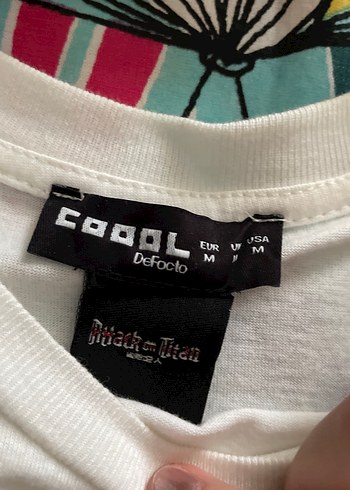 COOOL
DeFacto
EUR UK USA
M M
Attack on Titan